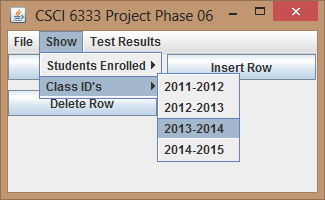 CSCI 6333 Project Phase 06
File Show Test Results
Students Enrolled
Insert Row
Class ID's
2011-2012
Delete Row
2012-2013
2013-2014
2014-2015